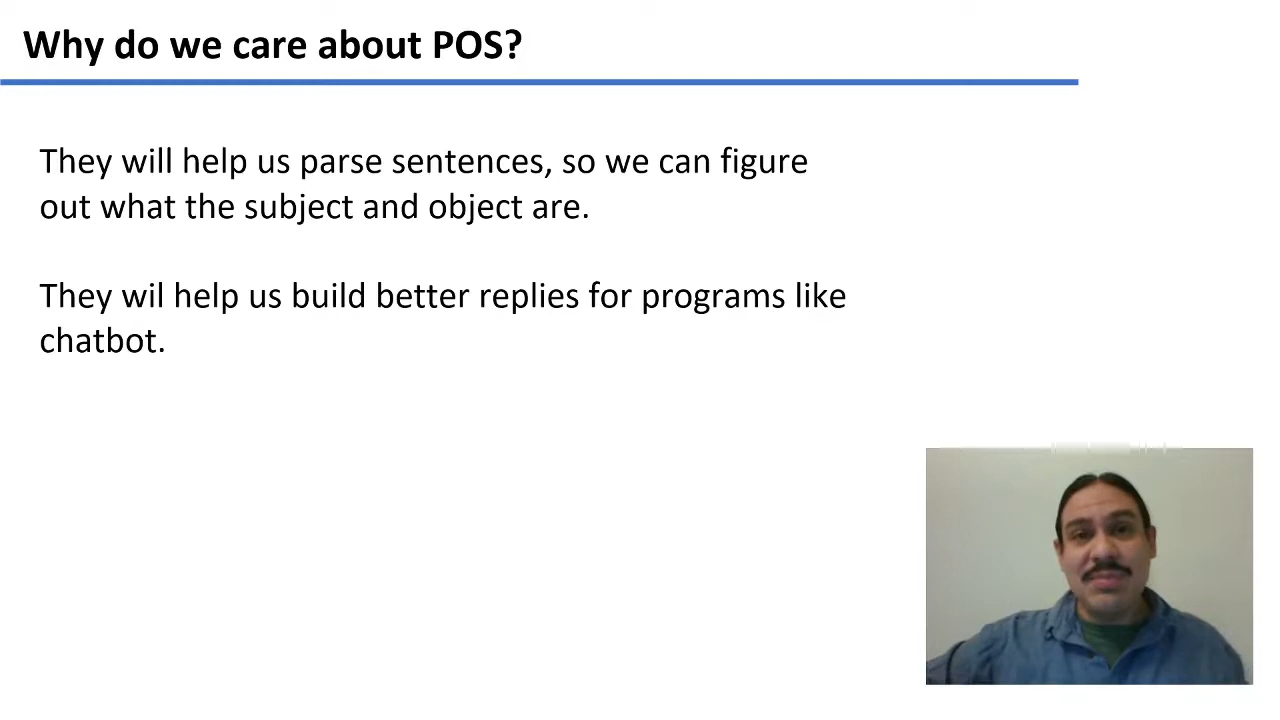 Why do we care about POS?
They will help us parse sentences, so we can figure
out what the subject and object are.
They wil help us build better replies for programs like
chatbot.